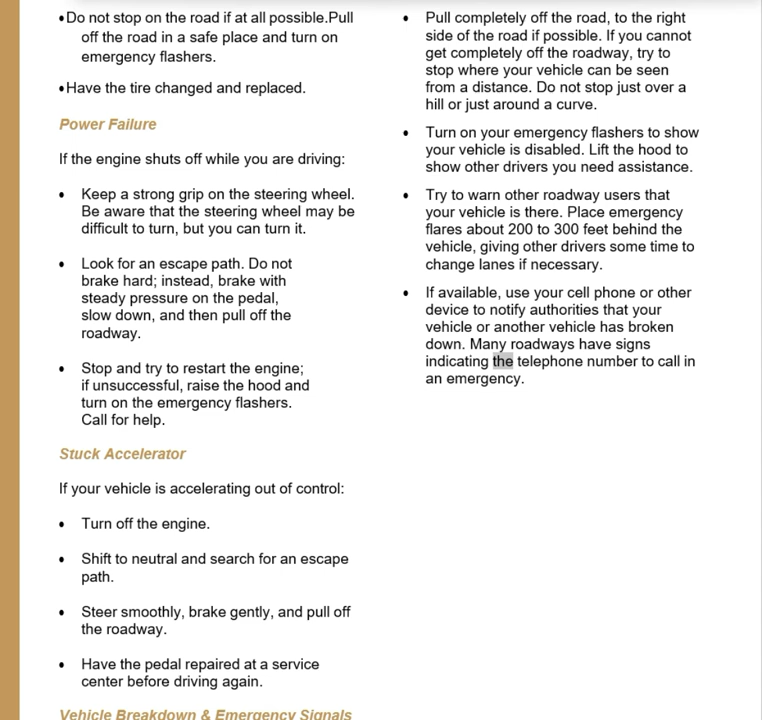 •Do not stop on the road if at all possible.Pull
off the road in a safe place and turn on
emergency flashers.
•Have the tire changed and replaced.
Power Failure
If the engine shuts off while you are driving:
• Keep a strong grip on the steering wheel.
Be aware that the steering wheel may be
difficult to turn, but you can turn it.
• Look for an escape path. Do not
brake hard; instead, brake with
steady pressure on the pedal,
slow down, and then pull off the
roadway.
• Stop and try to restart the engine;
if unsuccessful, raise the hood and
turn on the emergency flashers.
Call for help.
Stuck Accelerator
If your vehicle is accelerating out of control:
• Turn off the engine.
• Shift to neutral and search for an escape
path.
• Steer smoothly, brake gently, and pull off
the roadway.
• Have the pedal repaired at a service
center before driving again.
Vehicle Breakdown & Emergency Signals
• Pull completely off the road, to the right
side of the road if possible. If you cannot
get completely off the roadway, try to
stop where your vehicle can be seen
from a distance. Do not stop just over a
hill or just around a curve.
• Turn on your emergency flashers to show
your vehicle is disabled. Lift the hood to
show other drivers you need assistance.
• Try to warn other roadway users that
your vehicle is there. Place emergency
flares about 200 to 300 feet behind the
vehicle, giving other drivers some time to
change lanes if necessary.
• If available, use your cell phone or other
device to notify authorities that your
vehicle or another vehicle has broken
down. Many roadways have signs
indicating the telephone number to call in
an emergency.